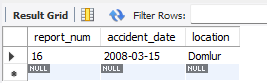 Result Grid Filter Rows:
report_num accident_date location
16 2008-03-15 Domlur
NULL NULL NULL